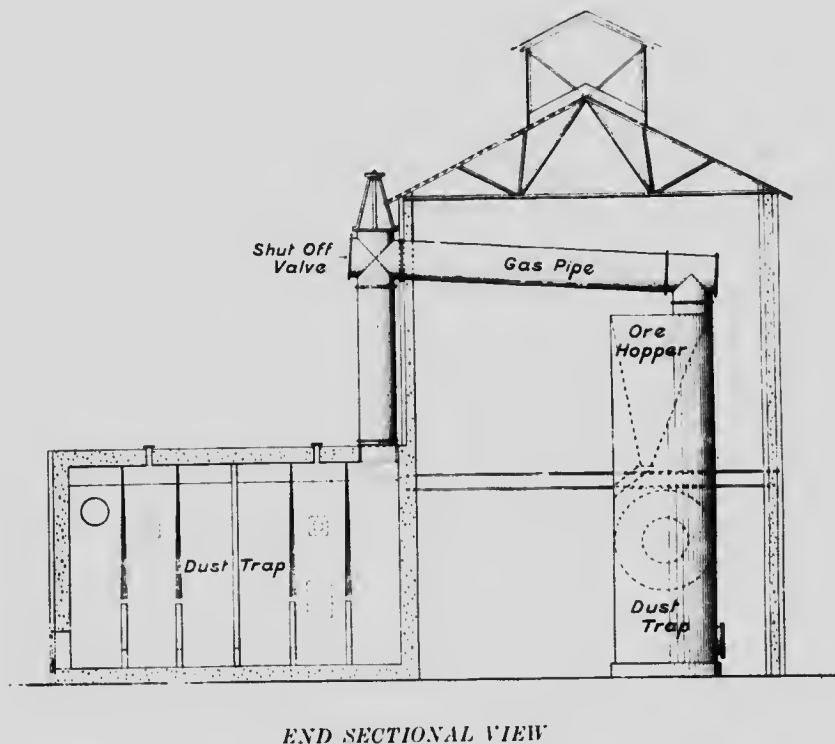 Shut Off
Valve
Gas Pipe
Ore
Hopper
Dust Trap
Dust
Trap
END SECTIONAL VIEW